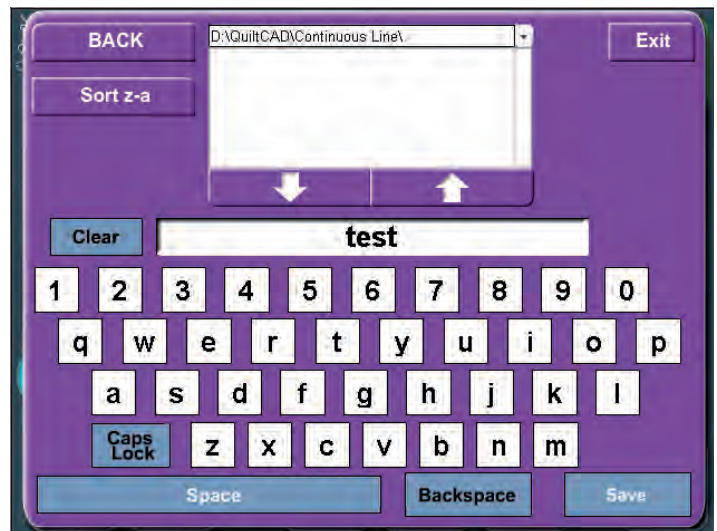 BACK
D:\QuiltCAD\Continuous Line\
Exit
Sort z-a
Clear
test
1 2 3 4 5 6 7 8 9 0
q w e r t y u i o p
a s d f g h j k l
Caps Lock z x c v b n m
Space Backspace Save